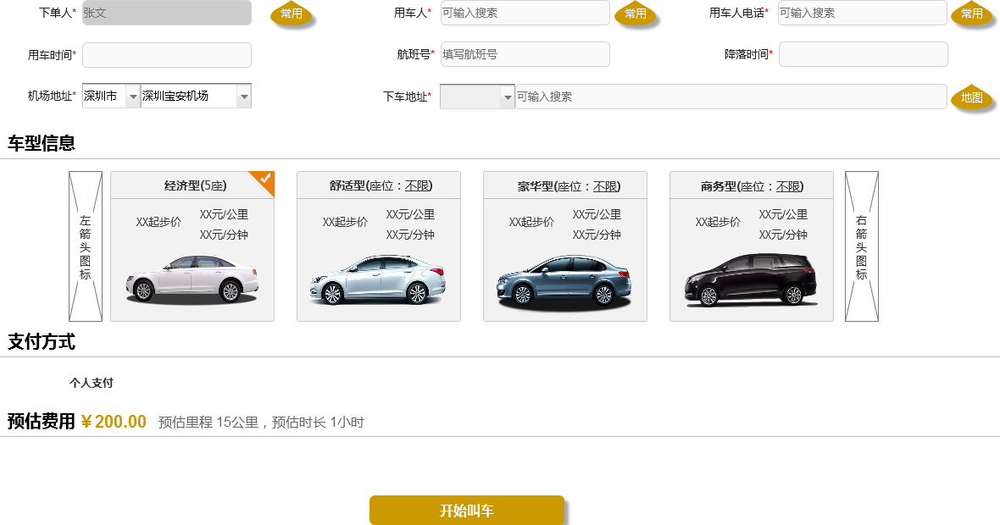 下单人* 张文 常用 用车人* 可输入搜索 常用 用车人电话* 可输入搜索 常用
用车时间* 航班号* 填写航班号 降落时间*
机场地址* 深圳市 深圳宝安机场 下车地址* 可输入搜索 地图
车型信息
左箭头图标
经济型(5座)
XX起步价
XX元/公里
XX元/分钟
舒适型(座位：不限)
XX起步价
XX元/公里
XX元/分钟
豪华型(座位：不限)
XX起步价
XX元/公里
XX元/分钟
商务型(座位：不限)
XX起步价
XX元/公里
XX元/分钟
右箭头图标
支付方式
个人支付
预估费用 ¥200.00 预估里程 15公里，预估时长 1小时
开始叫车